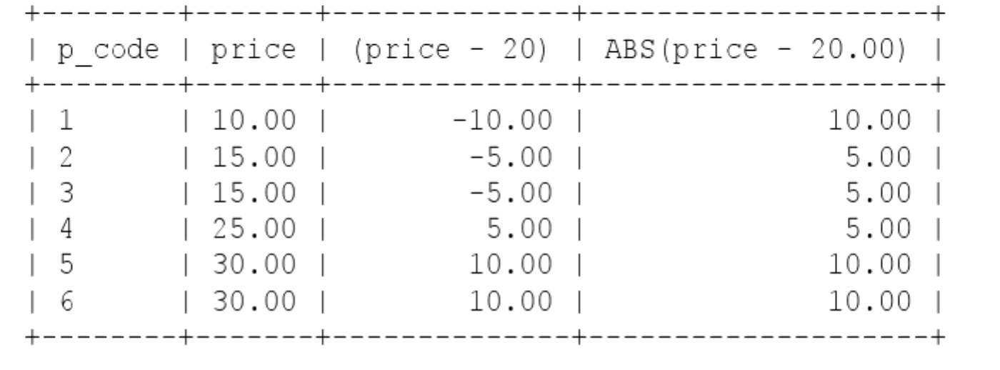 +--------+-------+--------------+--------------------+
| p_code | price | (price - 20) | ABS(price - 20.00) |
+--------+-------+--------------+--------------------+
| 1      | 10.00 |       -10.00 |              10.00 |
| 2      | 15.00 |        -5.00 |               5.00 |
| 3      | 15.00 |        -5.00 |               5.00 |
| 4      | 25.00 |         5.00 |               5.00 |
| 5      | 30.00 |        10.00 |              10.00 |
| 6      | 30.00 |        10.00 |              10.00 |
+--------+-------+--------------+--------------------+